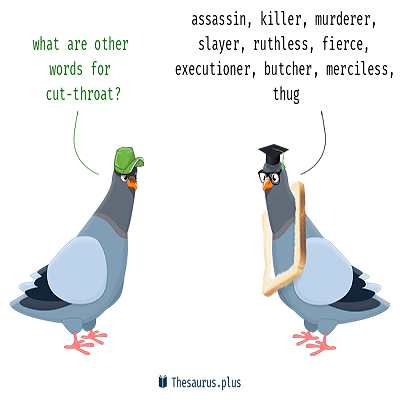 what are other
words for
cut-throat?
assassin, killer, murderer,
slayer, ruthless, fierce,
executioner, butcher, merciless,
thug
Thesaurus.plus